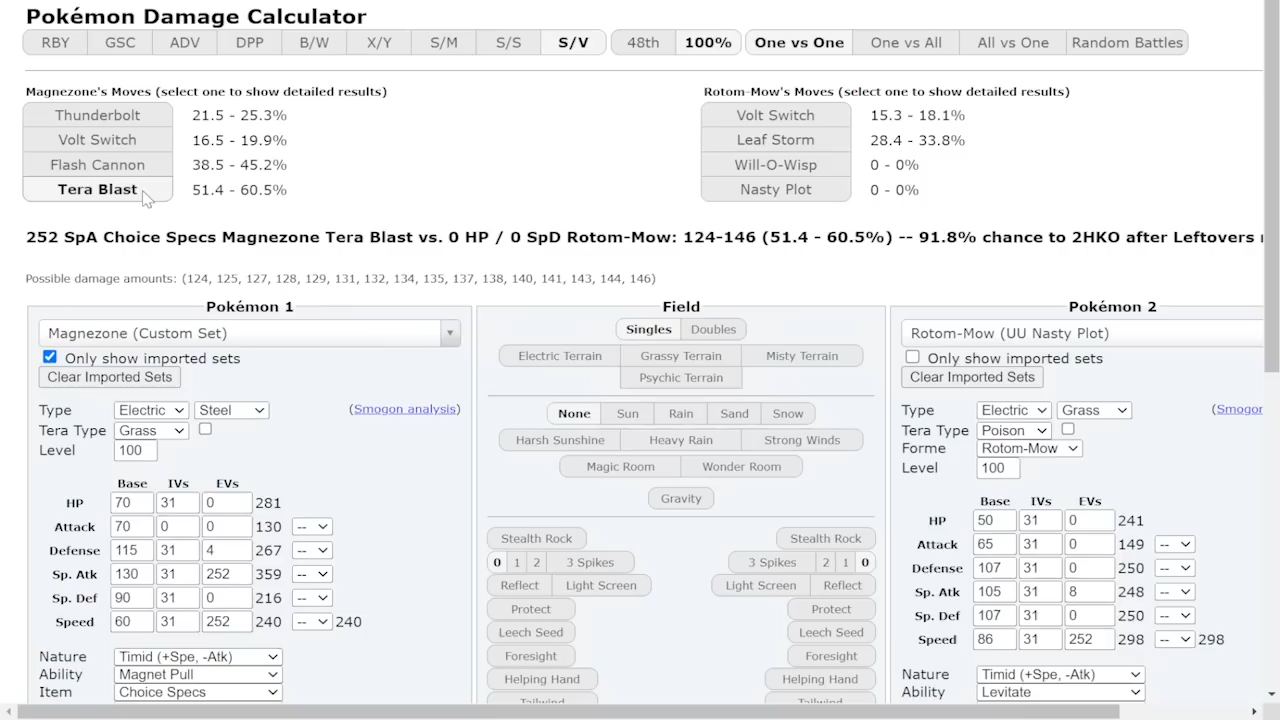 Pokémon Damage Calculator
RBY GSC ADV DPP B/W X/Y S/M S/S S/V 48th 100% One vs One One vs All All vs One Random Battles
Magnezone's Moves (select one to show detailed results)
Thunderbolt 21.5 - 25.3%
Volt Switch 16.5 - 19.9%
Flash Cannon 38.5 - 45.2%
Tera Blast 51.4 - 60.5%
Rotom-Mow's Moves (select one to show detailed results)
Volt Switch 15.3 - 18.1%
Leaf Storm 28.4 - 33.8%
Will-O-Wisp 0 - 0%
Nasty Plot 0 - 0%
252 SpA Choice Specs Magnezone Tera Blast vs. 0 HP / 0 SpD Rotom-Mow: 124-146 (51.4 - 60.5%) -- 91.8% chance to 2HKO after Leftovers
Possible damage amounts: (124, 125, 127, 128, 129, 131, 132, 134, 135, 137, 138, 140, 141, 143, 144, 146)
Pokémon 1
Magnezone (Custom Set)
Only show imported sets
Clear Imported Sets
Type Electric Steel (Smogon analysis)
Tera Type Grass
Level 100
Base IVs EVs
HP 70 31 0 281
Attack 70 0 0 130 --
Defense 115 31 4 267 --
Sp. Atk 130 31 252 359 --
Sp. Def 90 31 0 216 --
Speed 60 31 252 240 -- 240
Nature Timid (+Spe, -Atk)
Ability Magnet Pull
Item Choice Specs
Field
Singles Doubles
Electric Terrain Grassy Terrain Misty Terrain
Psychic Terrain
None Sun Rain Sand Snow
Harsh Sunshine Heavy Rain Strong Winds
Magic Room Wonder Room
Gravity
Stealth Rock Stealth Rock
0 1 2 3 Spikes 3 Spikes 2 1 0
Reflect Light Screen Light Screen Reflect
Protect Protect
Leech Seed Leech Seed
Foresight Foresight
Helping Hand Helping Hand
Tailwind Tailwind
Pokémon 2
Rotom-Mow (UU Nasty Plot)
Only show imported sets
Clear Imported Sets
Type Electric Grass (Smogon
Tera Type Poison
Forme Rotom-Mow
Level 100
Base IVs EVs
HP 50 31 0 241
Attack 65 31 0 149 --
Defense 107 31 0 250 --
Sp. Atk 105 31 8 248 --
Sp. Def 107 31 0 250 --
Speed 86 31 252 298 -- 298
Nature Timid (+Spe, -Atk)
Ability Levitate